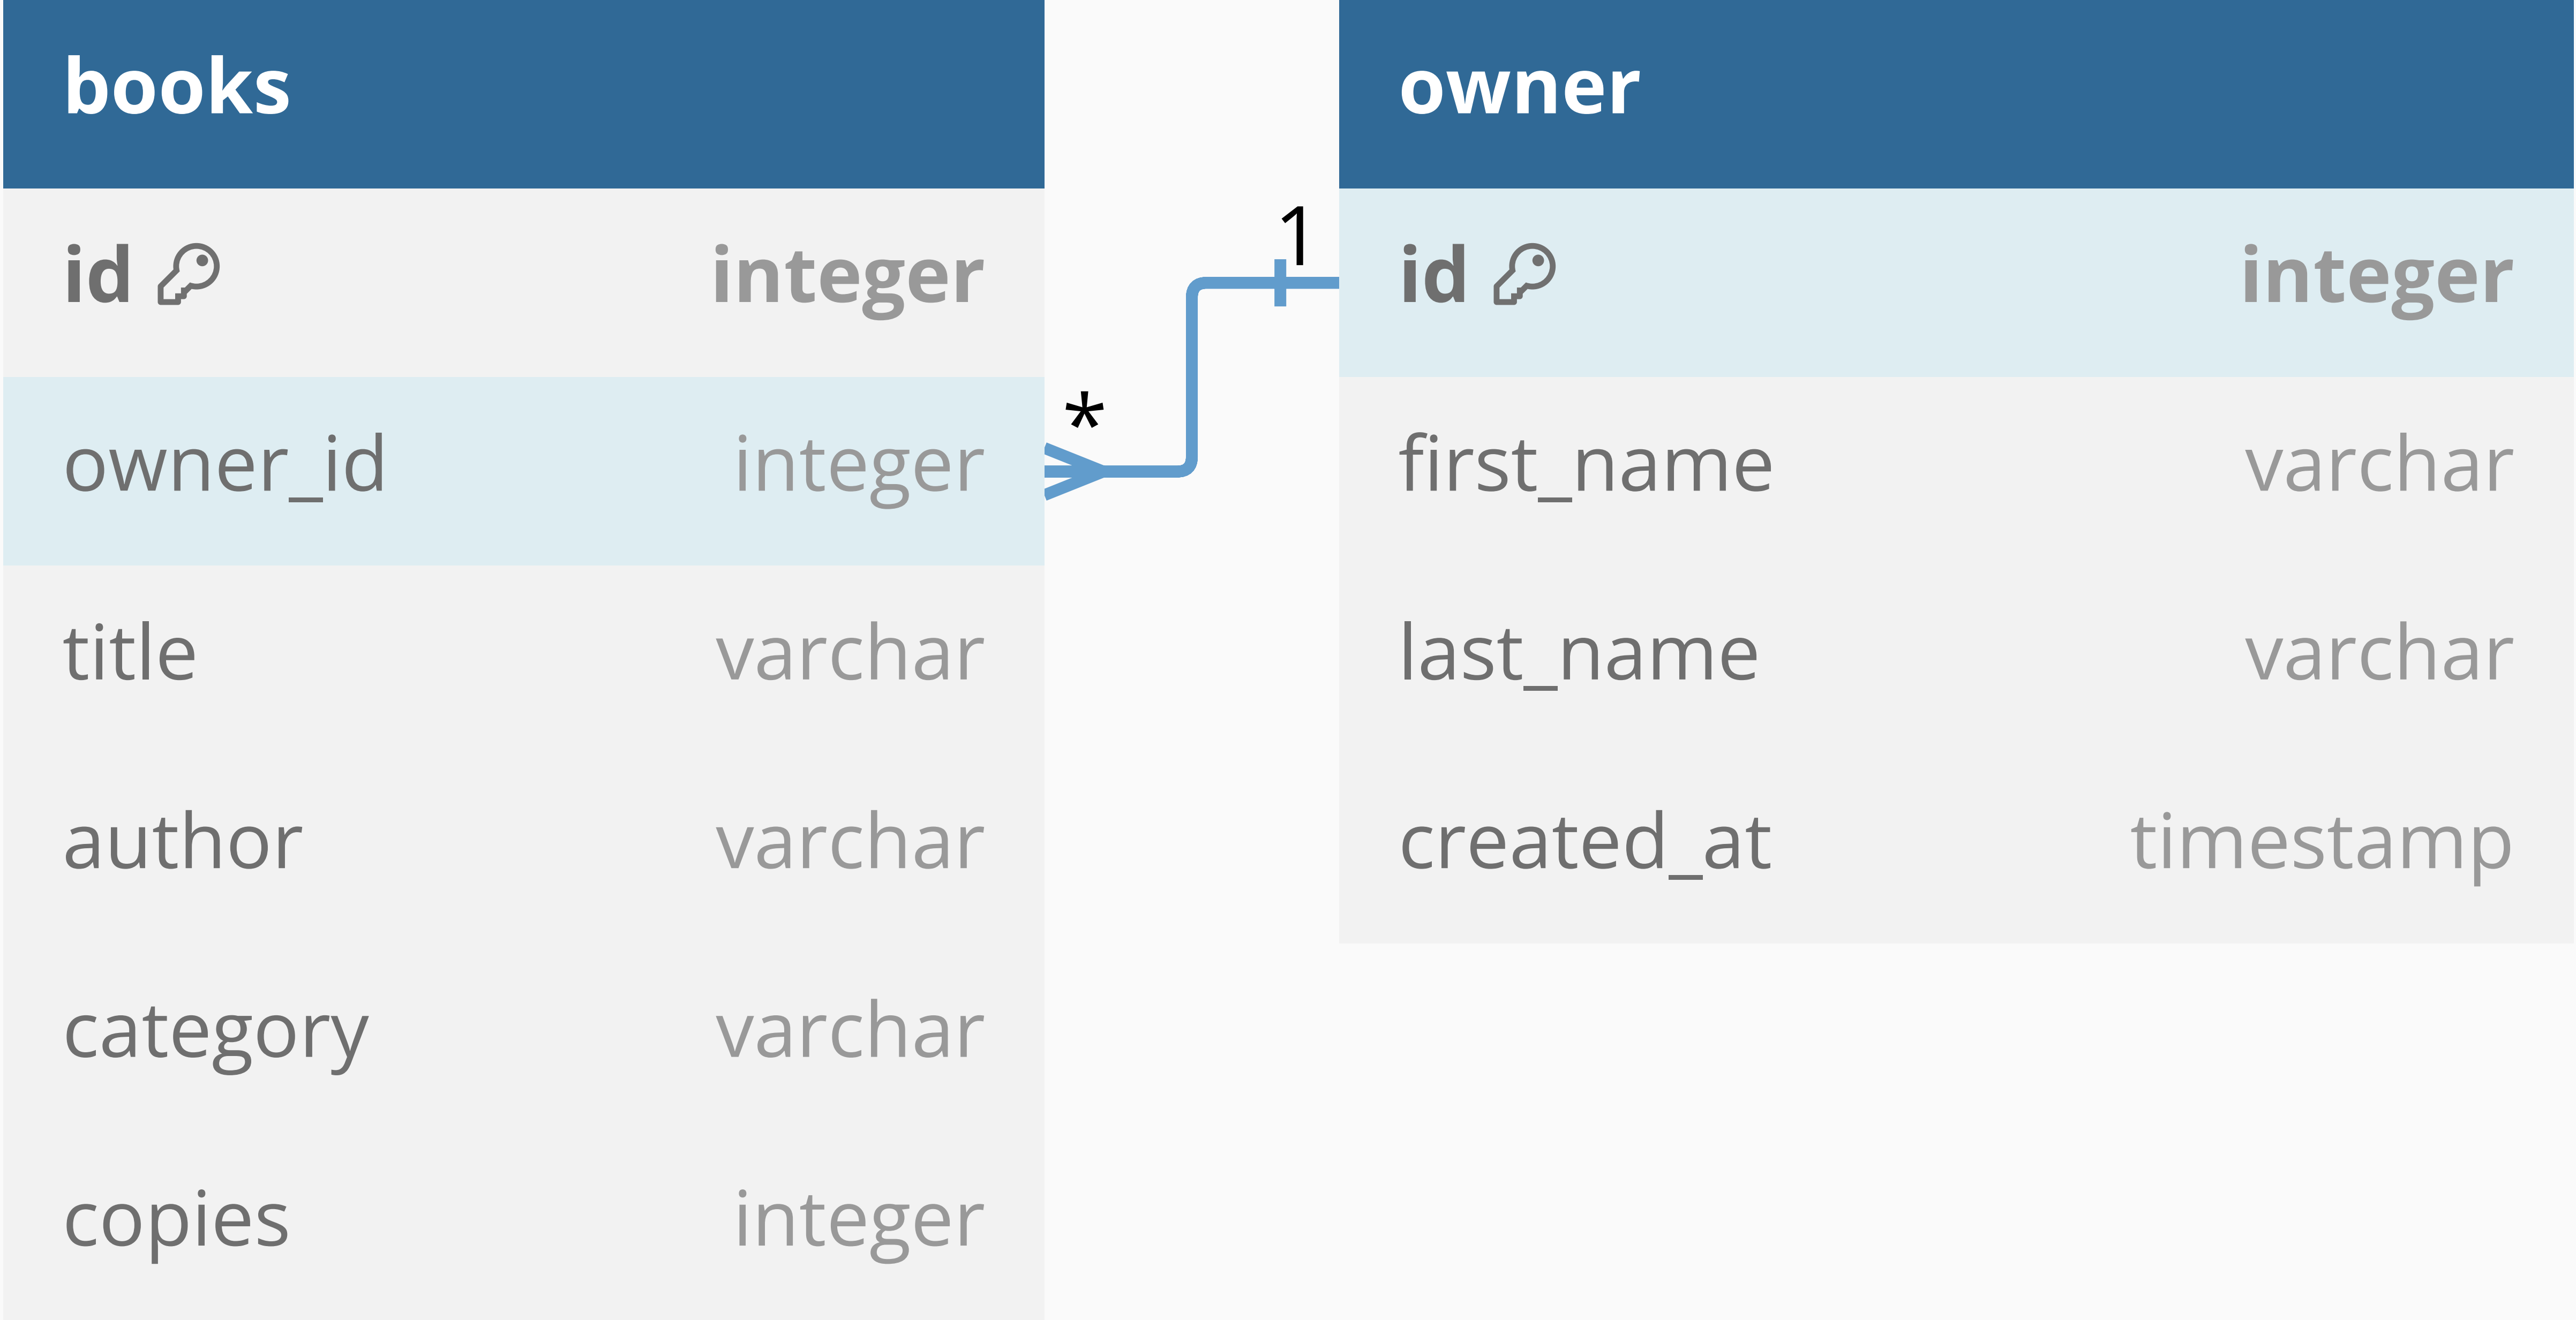 books
id integer
owner_id integer
title varchar
author varchar
category varchar
copies integer
*
1
owner
id integer
first_name varchar
last_name varchar
created_at timestamp